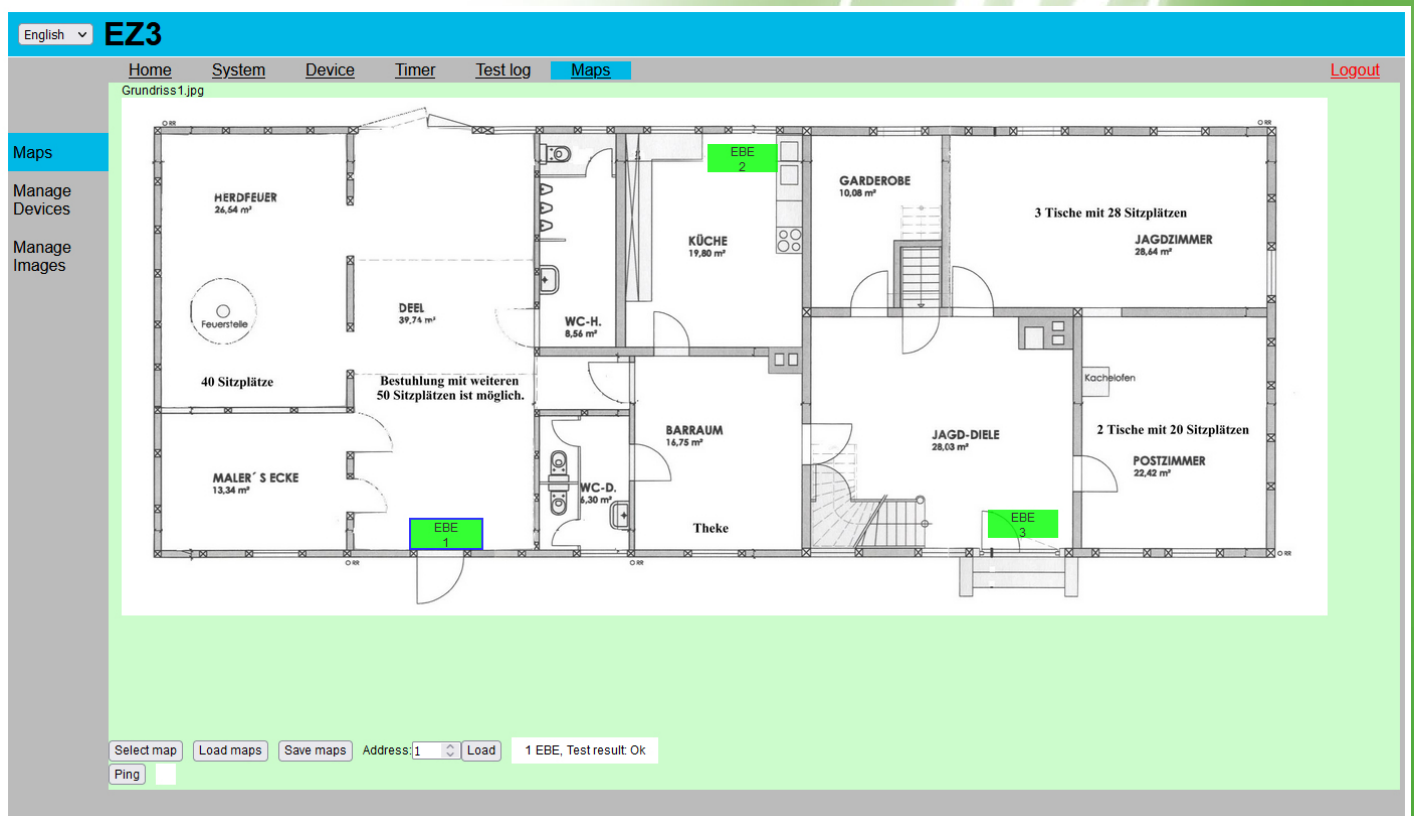 English
EZ3
Home System Device Timer Test log Maps Logout
Grundriss1.jpg
Maps
Manage
Devices
Manage
Images
O RR
O RR
EBE
2
HERDFEUER
26,54 m²
GARDEROBE
10,08 m²
3 Tische mit 28 Sitzplätzen
KÜCHE
19,80 m²
JAGDZIMMER
28,64 m²
DEEL
39,74 m²
Feuerstelle
WC-H.
8,56 m²
40 Sitzplätze
Bestuhlung mit weiteren
50 Sitzplätzen ist möglich.
Kachelofen
BARRAUM
16,75 m²
JAGD-DIELE
28,03 m²
2 Tische mit 20 Sitzplätzen
POSTZIMMER
22,42 m²
MALER´S ECKE
13,34 m²
WC-D.
6,30 m²
EBE
1
Theke
EBE
3
O RR
O RR
O RR
Select map Load maps Save maps Address: 1 Load 1 EBE, Test result: Ok
Ping